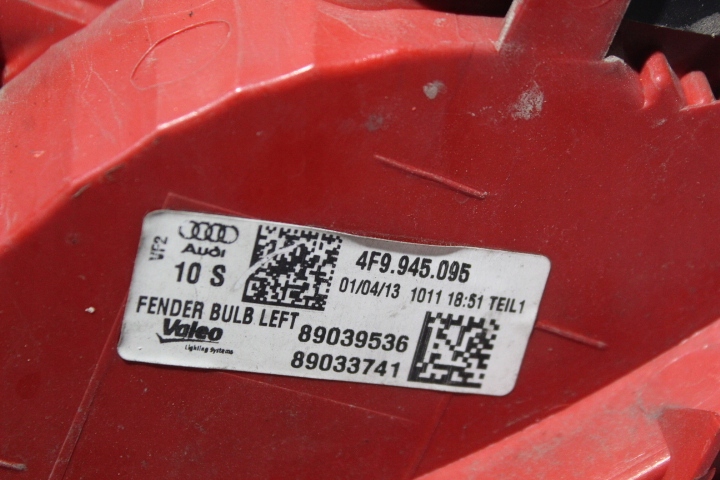 VP2
Audi
10 S
4F9.945.095
01/04/13 1011 18:51 TEIL1
FENDER BULB LEFT
Valeo
Lighting Systems
89039536
89033741